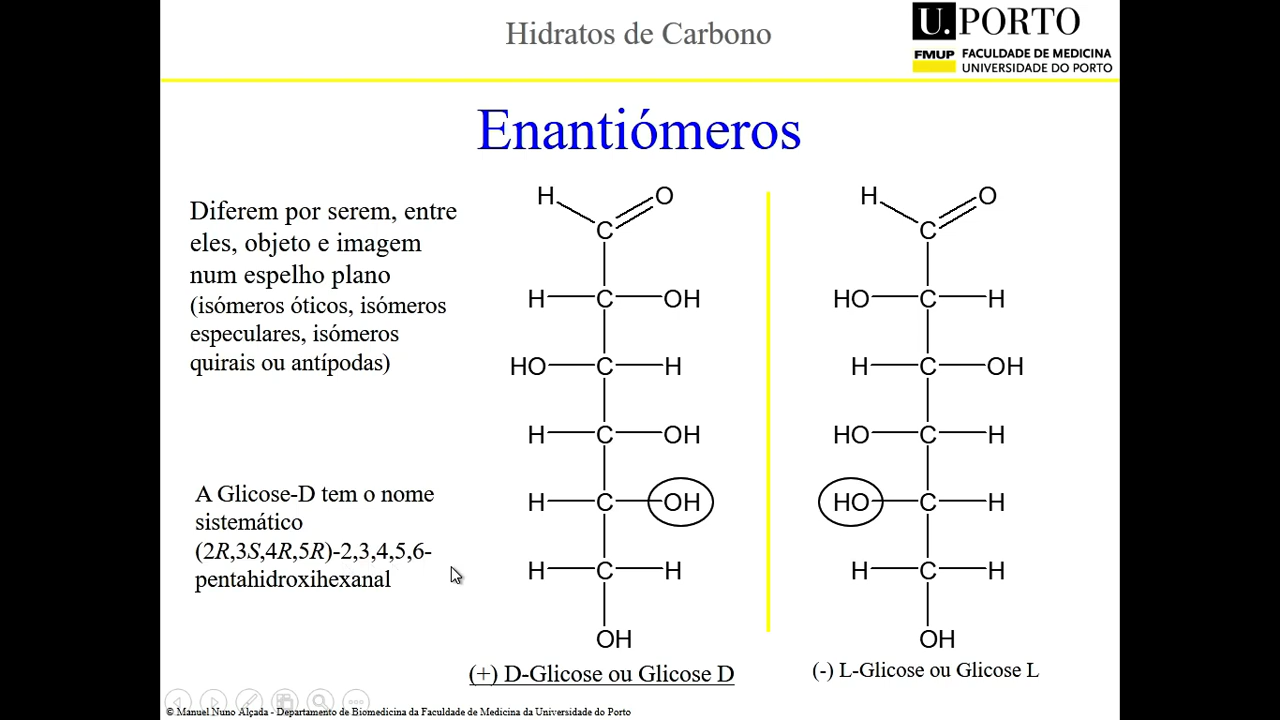 Hidratos de Carbono
U.PORTO
FMUP FACULDADE DE MEDICINA
UNIVERSIDADE DO PORTO
Enantiómeros
Diferem por serem, entre
eles, objeto e imagem
num espelho plano
(isómeros óticos, isómeros
especulares, isómeros
quirais ou antípodas)
A Glicose-D tem o nome
sistemático
(2R,3S,4R,5R)-2,3,4,5,6-
pentahidroxihexanal
H O
C
H C OH
HO C H
H C OH
H C OH
H C H
OH
(+) D-Glicose ou Glicose D
H O
C
HO C H
H C OH
HO C H
HO C H
H C H
OH
(-) L-Glicose ou Glicose L
© Manuel Nuno Alçada - Departamento de Biomedicina da Faculdade de Medicina da Universidade do Porto